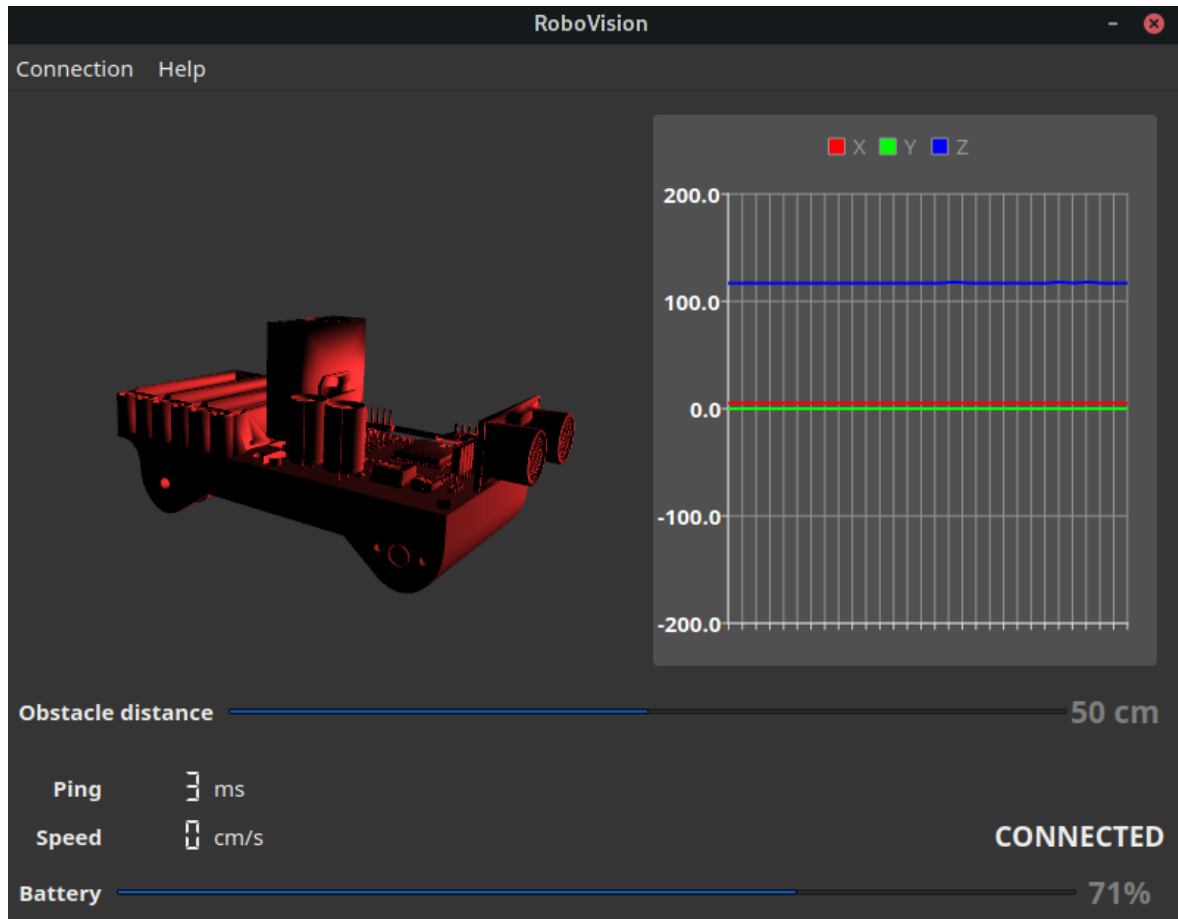 RoboVision
Connection Help
X Y Z
200.0
100.0
0.0
-100.0
-200.0
Obstacle distance 50 cm
Ping 3 ms
Speed 0 cm/s
CONNECTED
Battery 71%